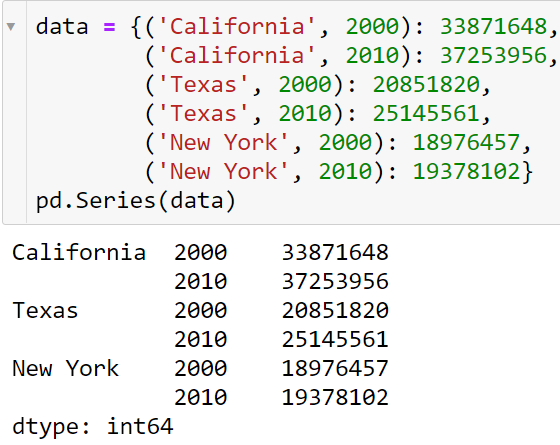 data = {('California', 2000): 33871648,
        ('California', 2010): 37253956,
        ('Texas', 2000): 20851820,
        ('Texas', 2010): 25145561,
        ('New York', 2000): 18976457,
        ('New York', 2010): 19378102}
pd.Series(data)
California  2000    33871648
            2010    37253956
Texas       2000    20851820
            2010    25145561
New York    2000    18976457
            2010    19378102
dtype: int64